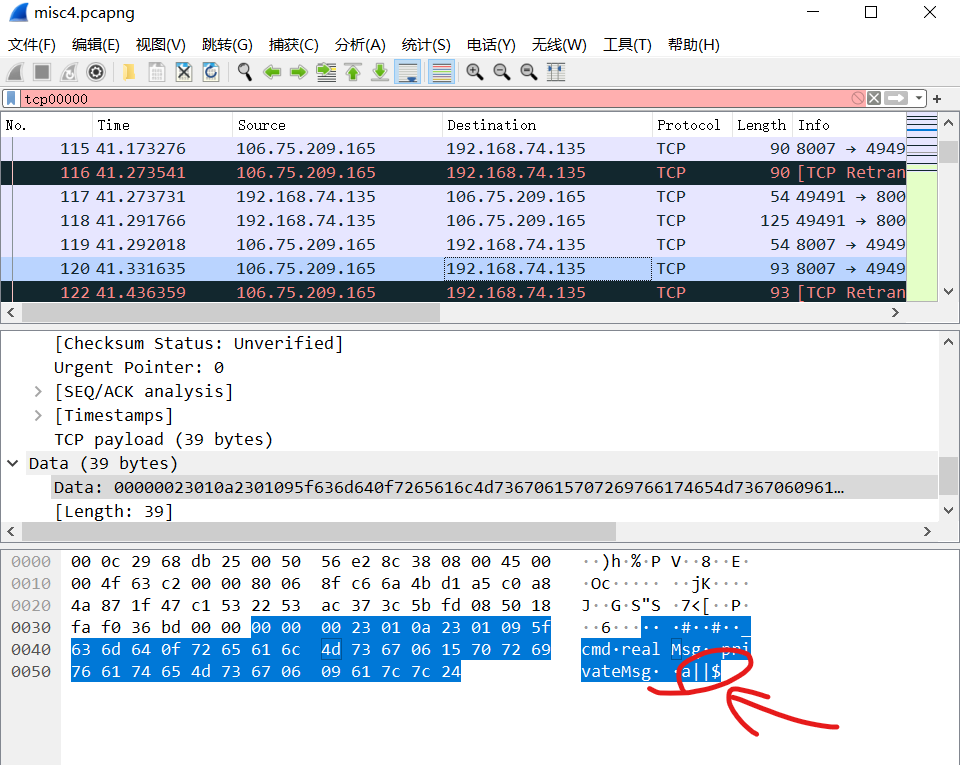 misc4.pcapng
文件(F) 编辑(E) 视图(V) 跳转(G) 捕获(C) 分析(A) 统计(S) 电话(Y) 无线(W) 工具(T) 帮助(H)
tcp00000
No. Time Source Destination Protocol Length Info
115 41.173276 106.75.209.165 192.168.74.135 TCP 90 8007 → 4949
116 41.273541 106.75.209.165 192.168.74.135 TCP 90 [TCP Retran
117 41.273731 192.168.74.135 106.75.209.165 TCP 54 49491 → 800
118 41.291766 192.168.74.135 106.75.209.165 TCP 125 49491 → 800
119 41.292018 106.75.209.165 192.168.74.135 TCP 54 8007 → 4949
120 41.331635 106.75.209.165 192.168.74.135 TCP 93 8007 → 4949
122 41.436359 106.75.209.165 192.168.74.135 TCP 93 [TCP Retran
[Checksum Status: Unverified]
Urgent Pointer: 0
[SEQ/ACK analysis]
[Timestamps]
TCP payload (39 bytes)
Data (39 bytes)
Data: 00000023010a2301095f636d640f7265616c4d73670615707269766174654d7367060961…
[Length: 39]
0000 00 0c 29 68 db 25 00 50 56 e2 8c 38 08 00 45 00 ··)h·%·P V··8··E·
0010 00 4f 63 c2 00 00 80 06 8f c6 6a 4b d1 a5 c0 a8 ·Oc····· ··jK····
0020 4a 87 1f 47 c1 53 22 53 ac 37 3c 5b fd 08 50 18 J··G·S"S ·7<[··P·
0030 fa f0 36 bd 00 00 00 00 00 23 01 0a 23 01 09 5f ··6····· ·#··#··_
0040 63 6d 64 0f 72 65 61 6c 4d 73 67 06 15 70 72 69 cmd·real Msg··pri
0050 76 61 74 65 4d 73 67 06 09 61 7c 7c 24 vateMsg· ·a||$